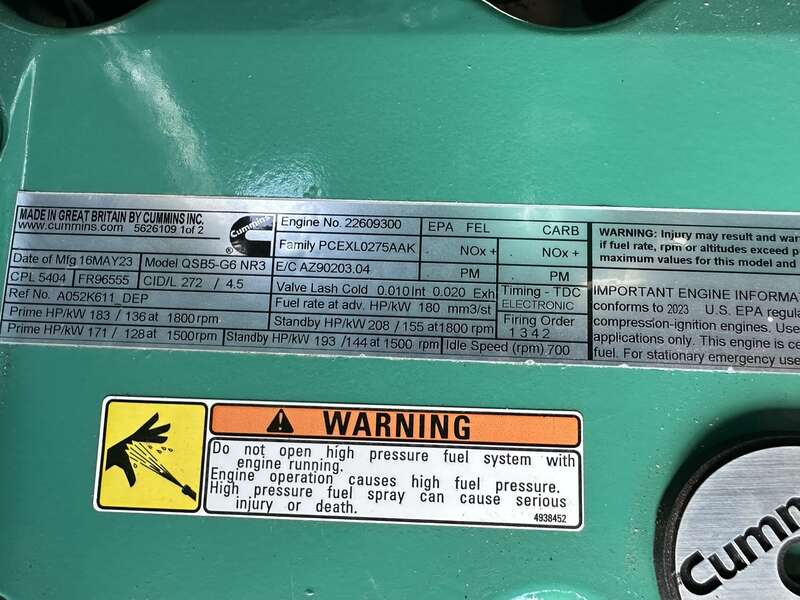 MADE IN GREAT BRITAIN BY CUMMINS INC.
www.cummins.com 5626109 1of 2
Cummins
®
Date of Mfg 16MAY23 Model QSB5-G6 NR3
CPL 5404 FR96555 CID/L 272 / 4.5
Ref No. A052K611_DEP
Prime HP/kW 183 / 136 at 1800 rpm
Prime HP/kW 171 / 128 at 1500rpm
Engine No. 22609300
Family PCEXL0275AAK
E/C AZ90203.04
Valve Lash Cold 0.010 Int 0.020 Exh
Fuel rate at adv. HP/kW 180 mm3/st
Standby HP/kW 208 / 155 at1800 rpm
Standby HP/kW 193 /144 at 1500 rpm
Idle Speed (rpm) 700
EPA FEL CARB
. NOx + .
. PM .
Timing - TDC
ELECTRONIC
Firing Order
1 3 4 2
WARNING: Injury may result and war
if fuel rate, rpm or altitudes exceed p
maximum values for this model and
IMPORTANT ENGINE INFORMA
conforms to 2023 U.S. EPA regula
compression-ignition engines. Use
applications only. This engine is ce
fuel. For stationary emergency use
WARNING
Do not open high pressure fuel system with
engine running.
Engine operation causes high fuel pressure.
High pressure fuel spray can cause serious
injury or death.
4938452
Cummins